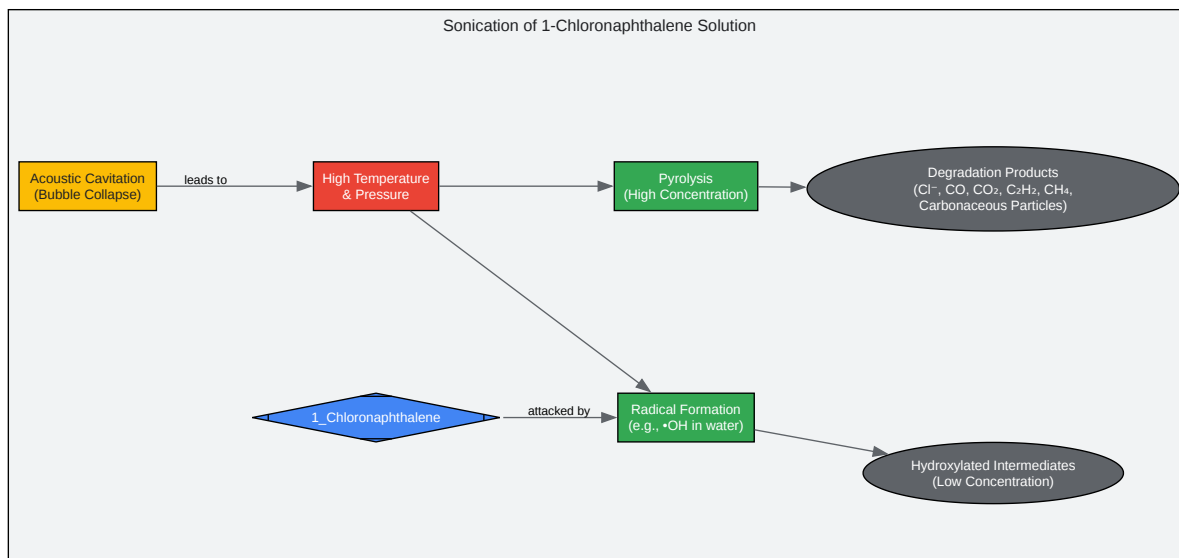 Sonication of 1-Chloronaphthalene Solution
Acoustic Cavitation
(Bubble Collapse)
leads to
High Temperature
& Pressure
Pyrolysis
(High Concentration)
Degradation Products
(Cl⁻, CO, CO₂, C₂H₂, CH₄,
Carbonaceous Particles)
1_Chloronaphthalene
attacked by
Radical Formation
(e.g., •OH in water)
Hydroxylated Intermediates
(Low Concentration)